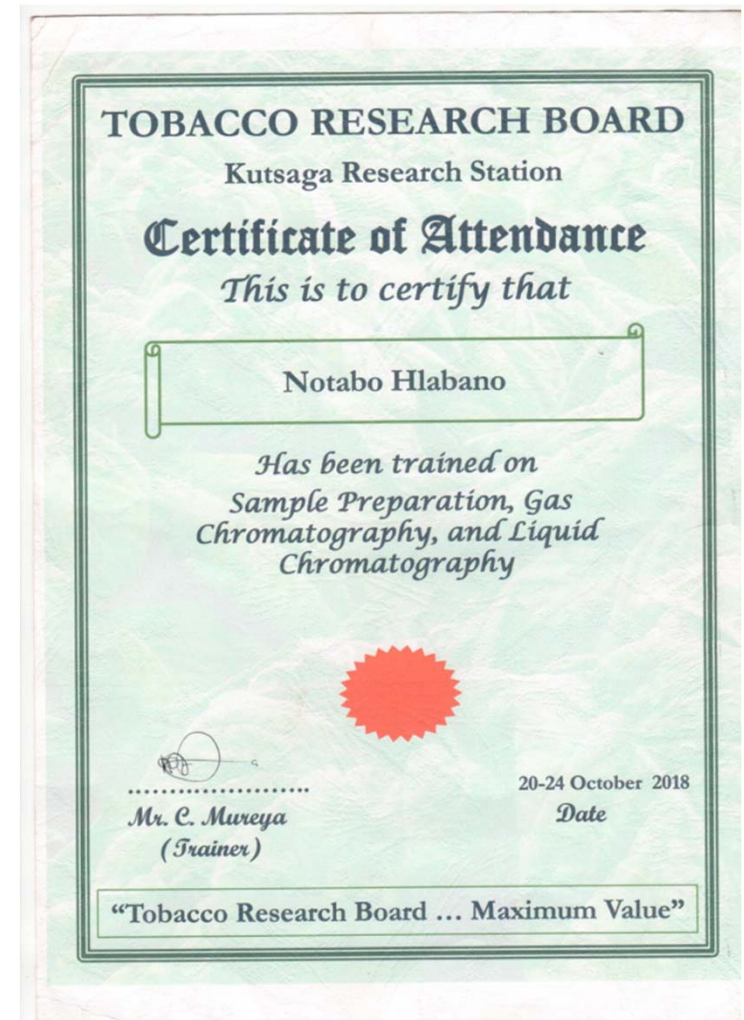 TOBACCO RESEARCH BOARD
Kutsaga Research Station
Certificate of Attendance
This is to certify that
Notabo Hlabano
Has been trained on
Sample Preparation, Gas
Chromatography, and Liquid
Chromatography
20-24 October 2018
Mr. C. Mureya
Date
(Trainer)
“Tobacco Research Board ... Maximum Value”